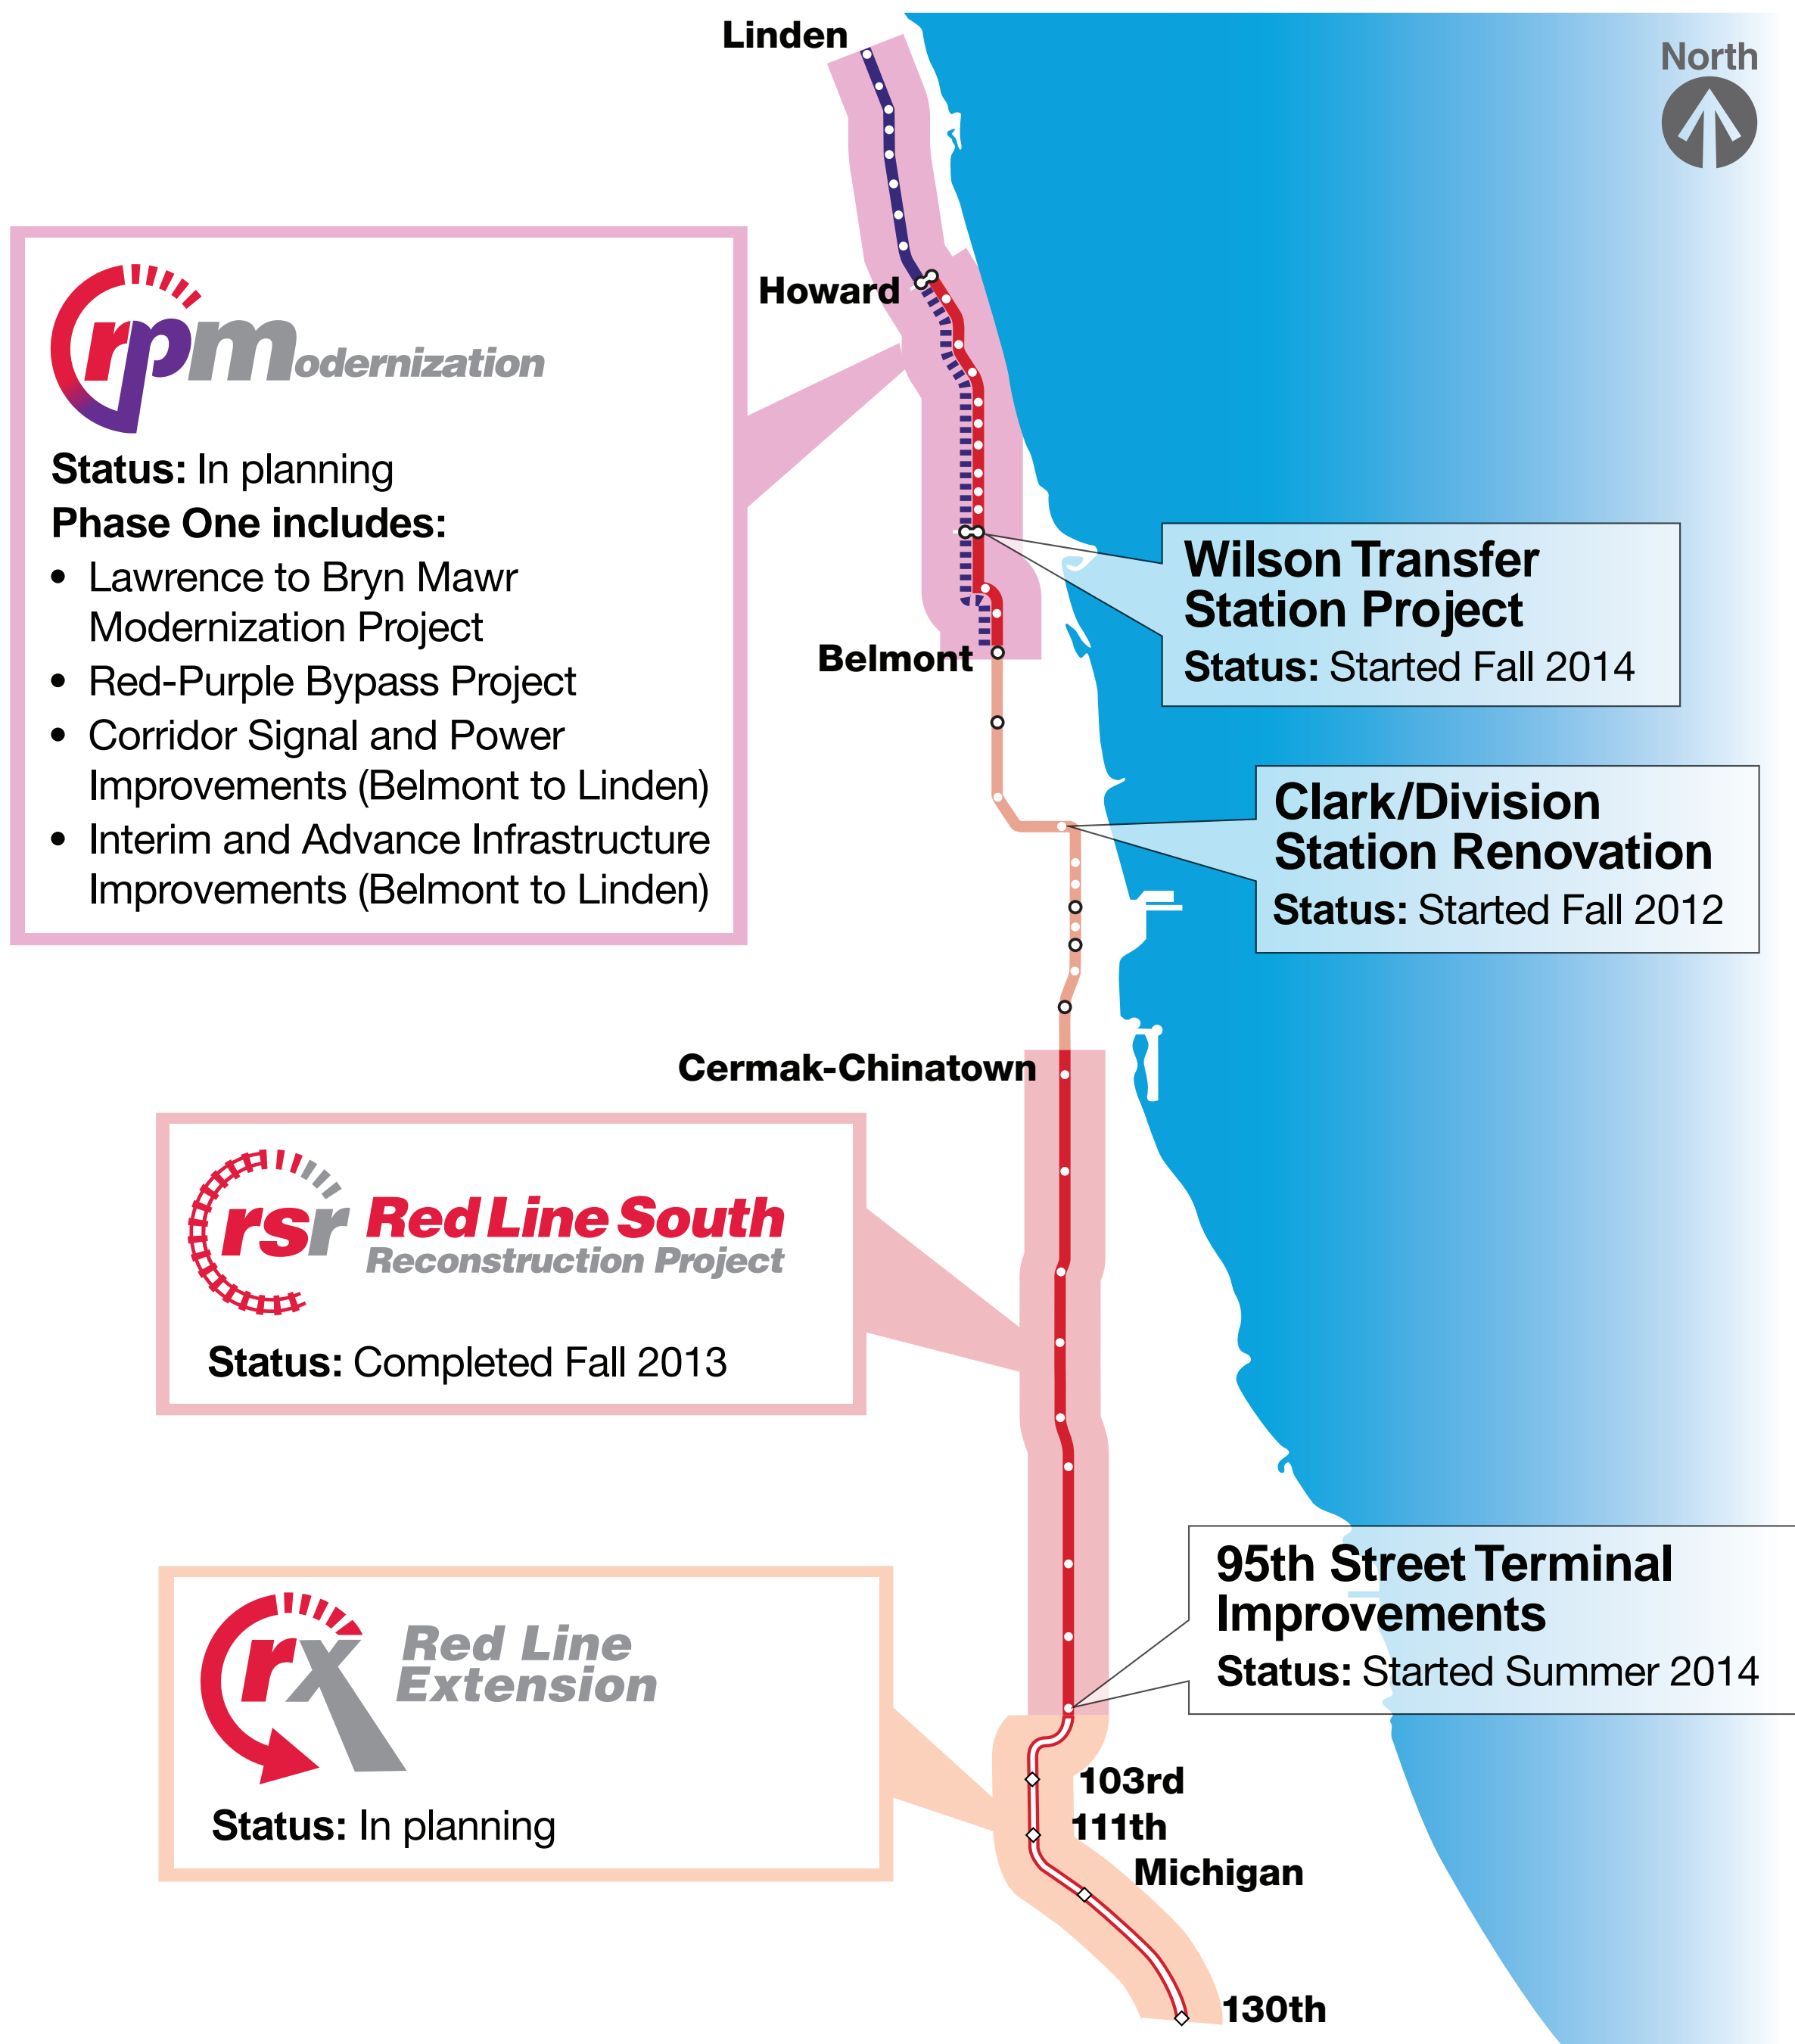 Linden
North
Howard
rpmodernization
Status: In planning
Phase One includes:
• Lawrence to Bryn Mawr
Modernization Project
• Red-Purple Bypass Project
• Corridor Signal and Power
Improvements (Belmont to Linden)
• Interim and Advance Infrastructure
Improvements (Belmont to Linden)
Wilson Transfer
Station Project
Status: Started Fall 2014
Belmont
Clark/Division
Station Renovation
Status: Started Fall 2012
Cermak-Chinatown
rsr Red Line South
Reconstruction Project
Status: Completed Fall 2013
95th Street Terminal
Improvements
Status: Started Summer 2014
rx Red Line
Extension
Status: In planning
103rd
111th
Michigan
130th